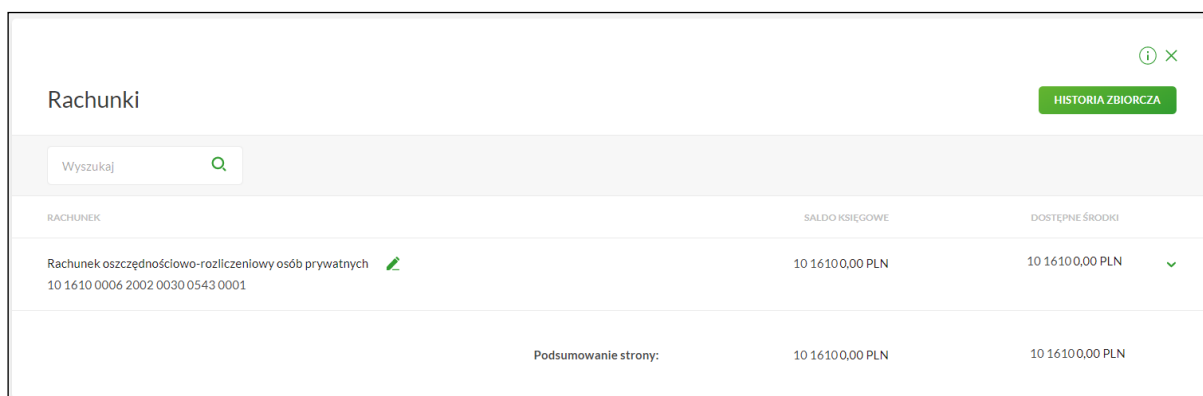 Rachunki
HISTORIA ZBIORCZA
Wyszukaj
RACHUNEK SALDO KSIĘGOWE DOSTĘPNE ŚRODKI
Rachunek oszczędnościowo-rozliczeniowy osób prywatnych 10 1610 0,00 PLN 10 1610 0,00 PLN
10 1610 0006 2002 0030 0543 0001
Podsumowanie strony: 10 1610 0,00 PLN 10 1610 0,00 PLN